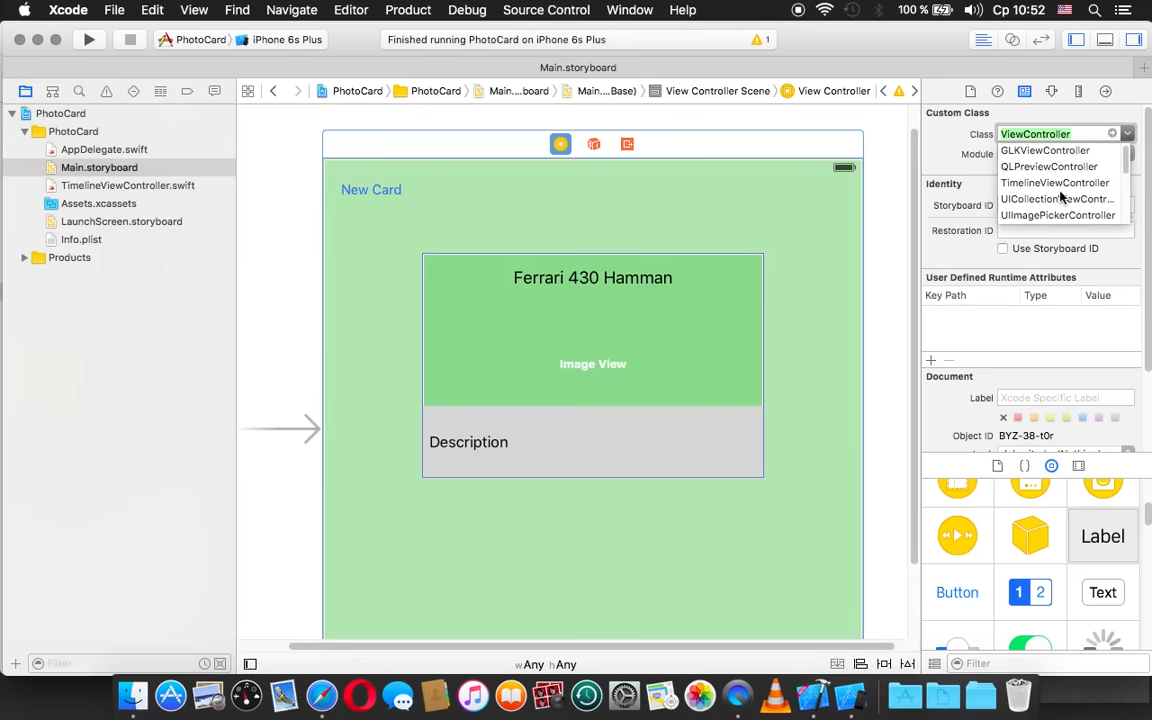 Xcode File Edit View Find Navigate Editor Product Debug Source Control Window Help 100 % Ср 10:52
PhotoCard iPhone 6s Plus Finished running PhotoCard on iPhone 6s Plus 1
Main.storyboard
PhotoCard PhotoCard Main....board Main....Base) View Controller Scene View Controller
PhotoCard
PhotoCard
AppDelegate.swift
Main.storyboard
TimelineViewController.swift
Assets.xcassets
LaunchScreen.storyboard
Info.plist
Products
Filter
New Card
Ferrari 430 Hamman
Image View
Description
wAny hAny
Custom Class
Class ViewController
Module
GLKViewController
QLPreviewController
TimelineViewController
UIImagePickerController
Identity
Storyboard ID
Restoration ID
Use Storyboard ID
User Defined Runtime Attributes
Key Path Type Value
Document
Label Xcode Specific Label
Object ID BYZ-38-t0r
Label
Button 1 2 Text
Filter